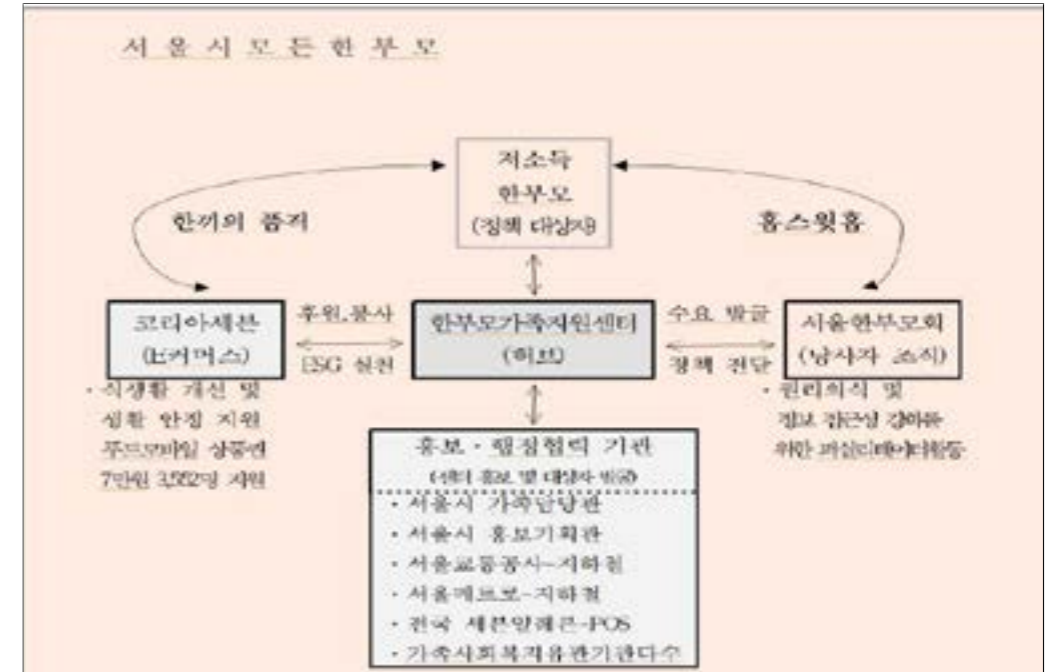 서울시모든한부모
저소득
한부모
(정책 대상자)
한끼의 품격
홈스윗홈
코리아세븐
(E커머스)
후원,봉사
ESG 실천
한부모가족지원센터
(허브)
수요 발굴
정책 전달
서울한부모회
(당사자 조직)
· 식생활 개선 및
생활 안정 지원
푸드모바일 상품권
7만원 지원
· 권리의식 및
정보 접근성 강화를
위한 퍼실리테이터활동
홍보 · 행정협력 기관
(센터 홍보 및 대상자 발굴)
· 서울시 가족담당관
· 서울시 홍보기획관
· 서울교통공사-지하철
· 서울메트로-지하철
· 전국 세븐일레븐-POS
· 가족사회복지유관기관다수